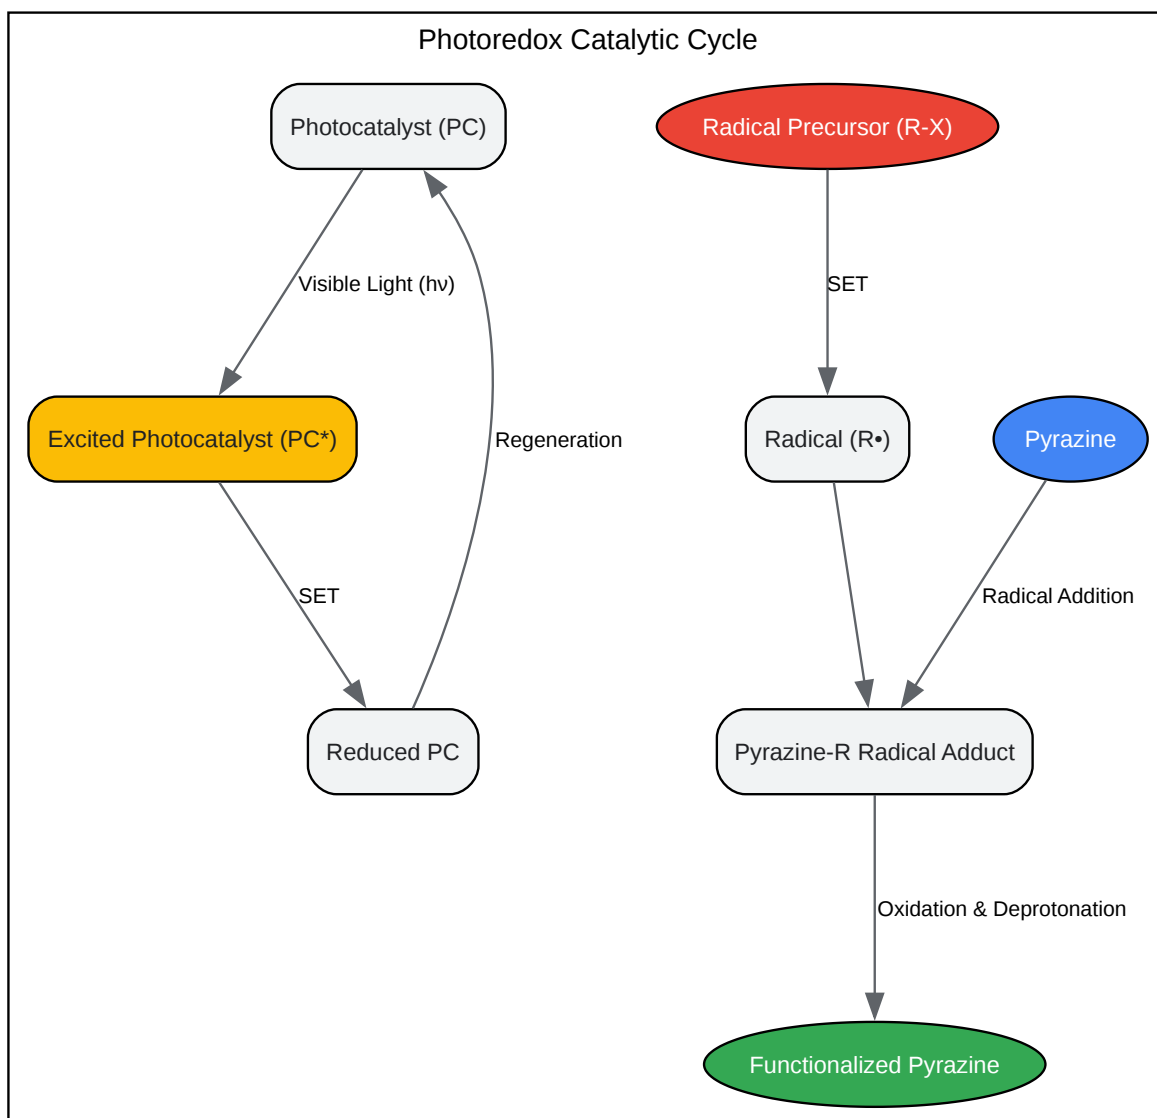 Photoredox Catalytic Cycle
Photocatalyst (PC)
Radical Precursor (R-X)
Visible Light (hν)
SET
Excited Photocatalyst (PC*)
Regeneration
Radical (R•)
Pyrazine
SET
Radical Addition
Reduced PC
Pyrazine-R Radical Adduct
Oxidation & Deprotonation
Functionalized Pyrazine